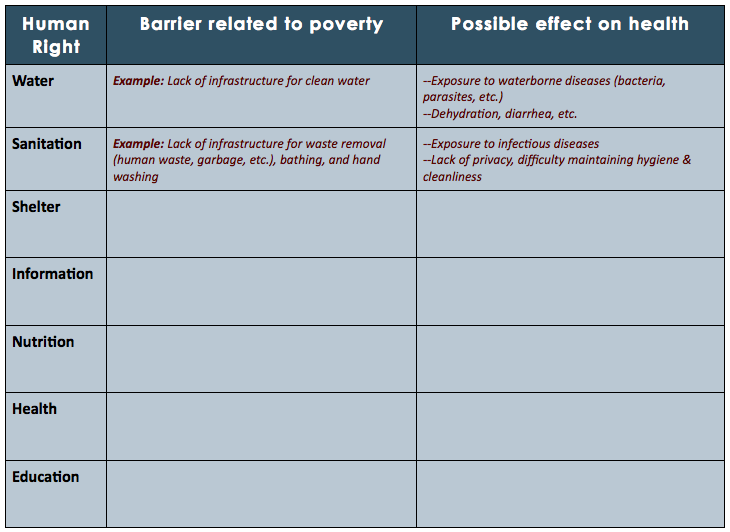 Human Right
Barrier related to poverty
Possible effect on health
Water
Example: Lack of infrastructure for clean water
--Exposure to waterborne diseases (bacteria,
parasites, etc.)
--Dehydration, diarrhea, etc.
Sanitation
Example: Lack of infrastructure for waste removal
(human waste, garbage, etc.), bathing, and hand
washing
--Exposure to infectious diseases
--Lack of privacy, difficulty maintaining hygiene &
cleanliness
Shelter
Information
Nutrition
Health
Education